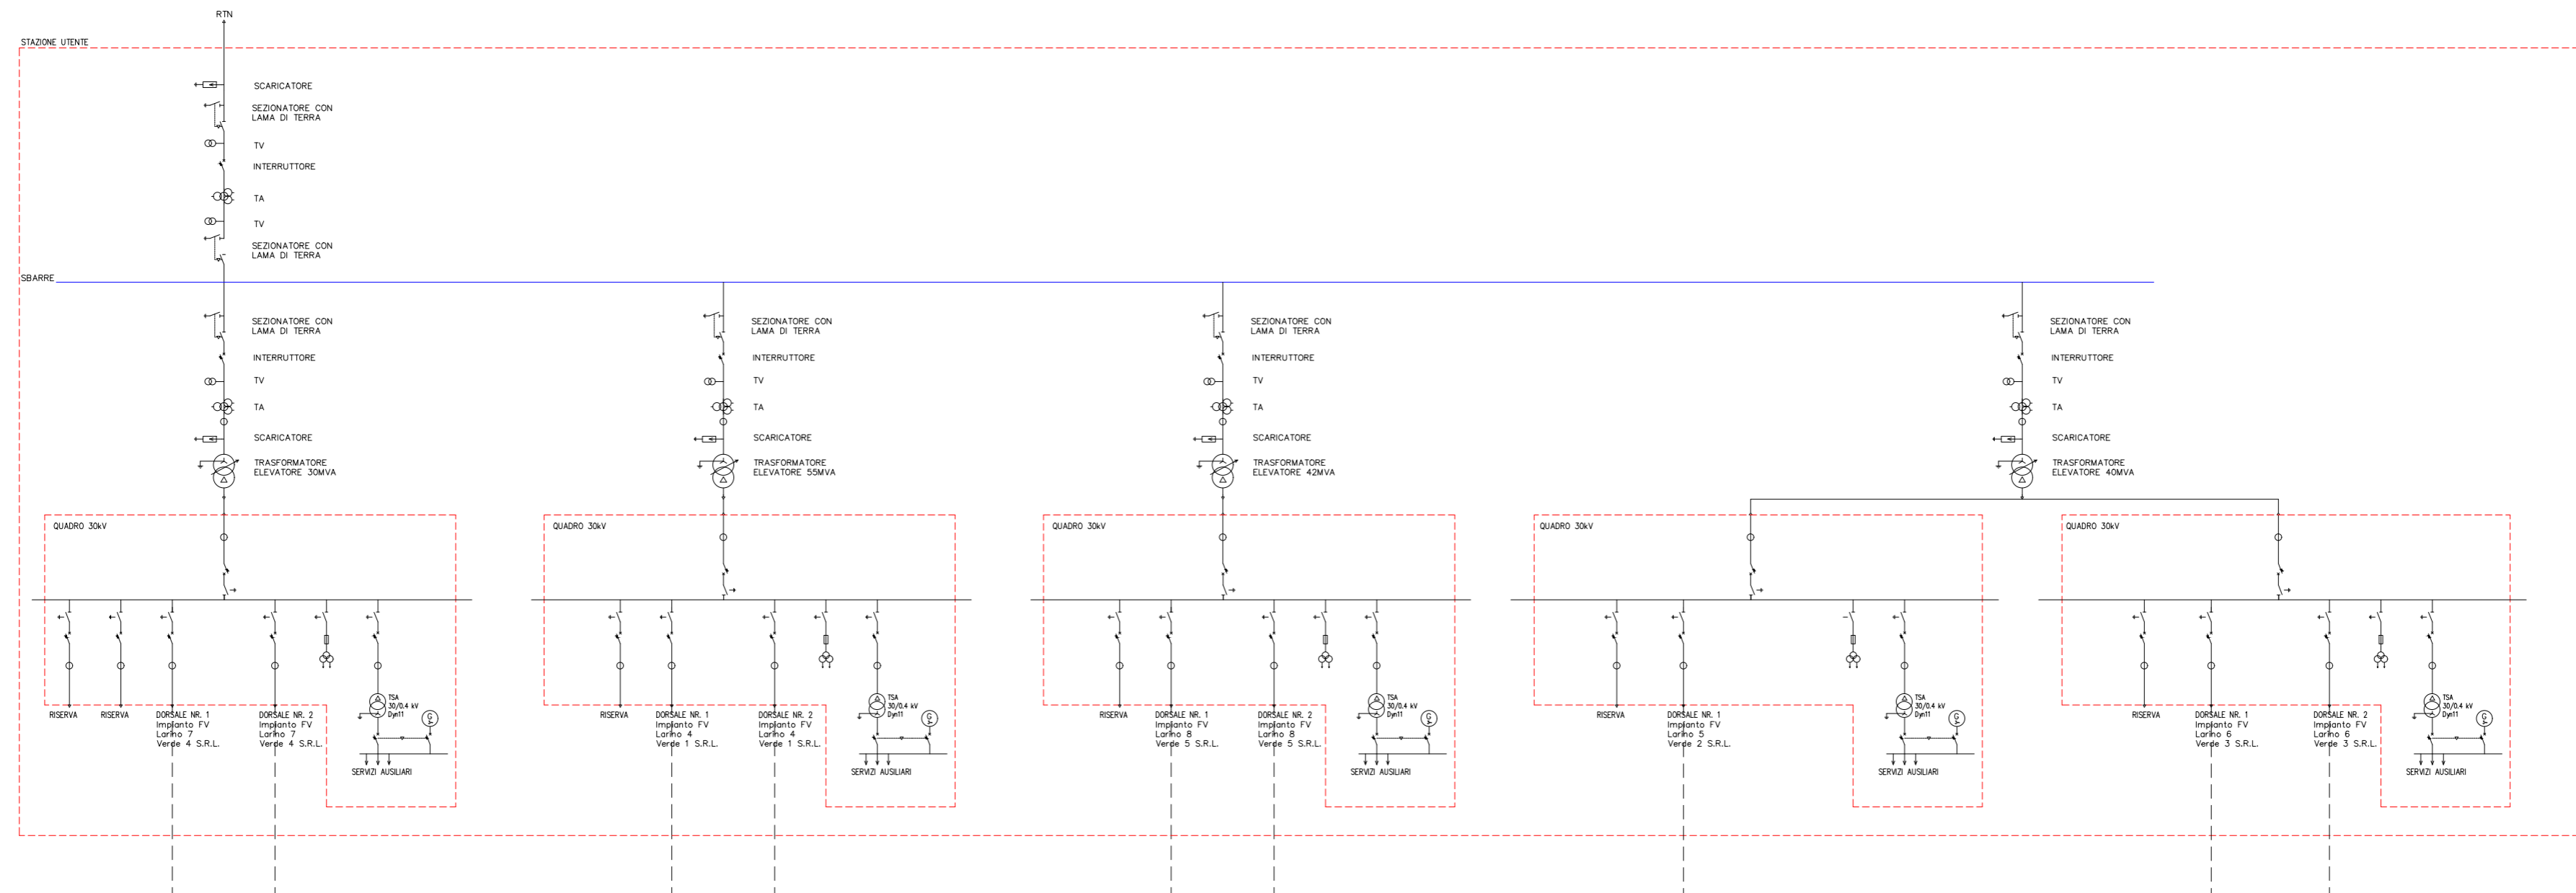 RTN
STAZIONE UTENTE
SCARICATORE
SEZIONATORE CON
LAMA DI TERRA
TV
INTERRUTTORE
TA
TV
SEZIONATORE CON
LAMA DI TERRA
SBARRE
SEZIONATORE CON
LAMA DI TERRA
INTERRUTTORE
TV
TA
SCARICATORE
TRASFORMATORE
ELEVATORE 30MVA
SEZIONATORE CON
LAMA DI TERRA
INTERRUTTORE
TV
TA
SCARICATORE
TRASFORMATORE
ELEVATORE 55MVA
SEZIONATORE CON
LAMA DI TERRA
INTERRUTTORE
TV
TA
SCARICATORE
TRASFORMATORE
ELEVATORE 42MVA
SEZIONATORE CON
LAMA DI TERRA
INTERRUTTORE
TV
TA
SCARICATORE
TRASFORMATORE
ELEVATORE 40MVA
QUADRO 30kV
RISERVA
RISERVA
DORSALE NR. 1
Impianto FV
Larino 7
Verde 4 S.R.L.
DORSALE NR. 2
Impianto FV
Larino 7
Verde 4 S.R.L.
TSA
30/0.4 kV
Dyn11
G
SERVIZI AUSILIARI
QUADRO 30kV
RISERVA
DORSALE NR. 1
Impianto FV
Larino 4
Verde 1 S.R.L.
DORSALE NR. 2
Impianto FV
Larino 4
Verde 1 S.R.L.
TSA
30/0.4 kV
Dyn11
G
SERVIZI AUSILIARI
QUADRO 30kV
RISERVA
DORSALE NR. 1
Impianto FV
Larino 8
Verde 5 S.R.L.
DORSALE NR. 2
Impianto FV
Larino 8
Verde 5 S.R.L.
TSA
30/0.4 kV
Dyn11
G
SERVIZI AUSILIARI
QUADRO 30kV
RISERVA
DORSALE NR. 1
Impianto FV
Larino 5
Verde 2 S.R.L.
TSA
30/0.4 kV
Dyn11
G
SERVIZI AUSILIARI
QUADRO 30kV
RISERVA
DORSALE NR. 1
Impianto FV
Larino 6
Verde 3 S.R.L.
DORSALE NR. 2
Impianto FV
Larino 6
Verde 3 S.R.L.
TSA
30/0.4 kV
Dyn11
G
SERVIZI AUSILIARI